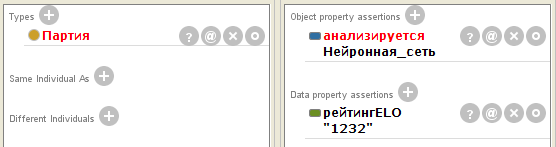 Types
Партия
Same Individual As
Different Individuals
Object property assertions
анализируется
Нейронная_сеть
Data property assertions
рейтингELO
"1232"